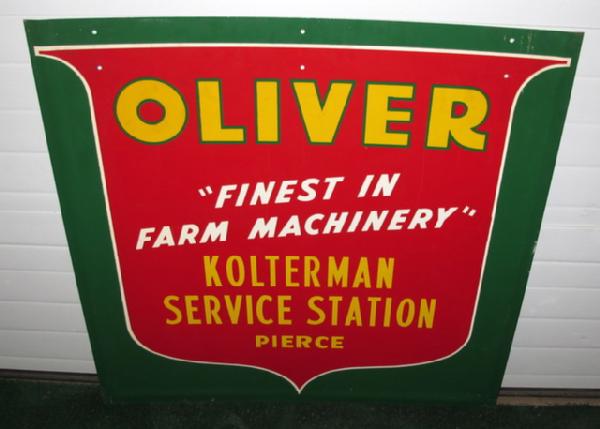 OLIVER
"FINEST IN
FARM MACHINERY"
KOLTERMAN
SERVICE STATION
PIERCE